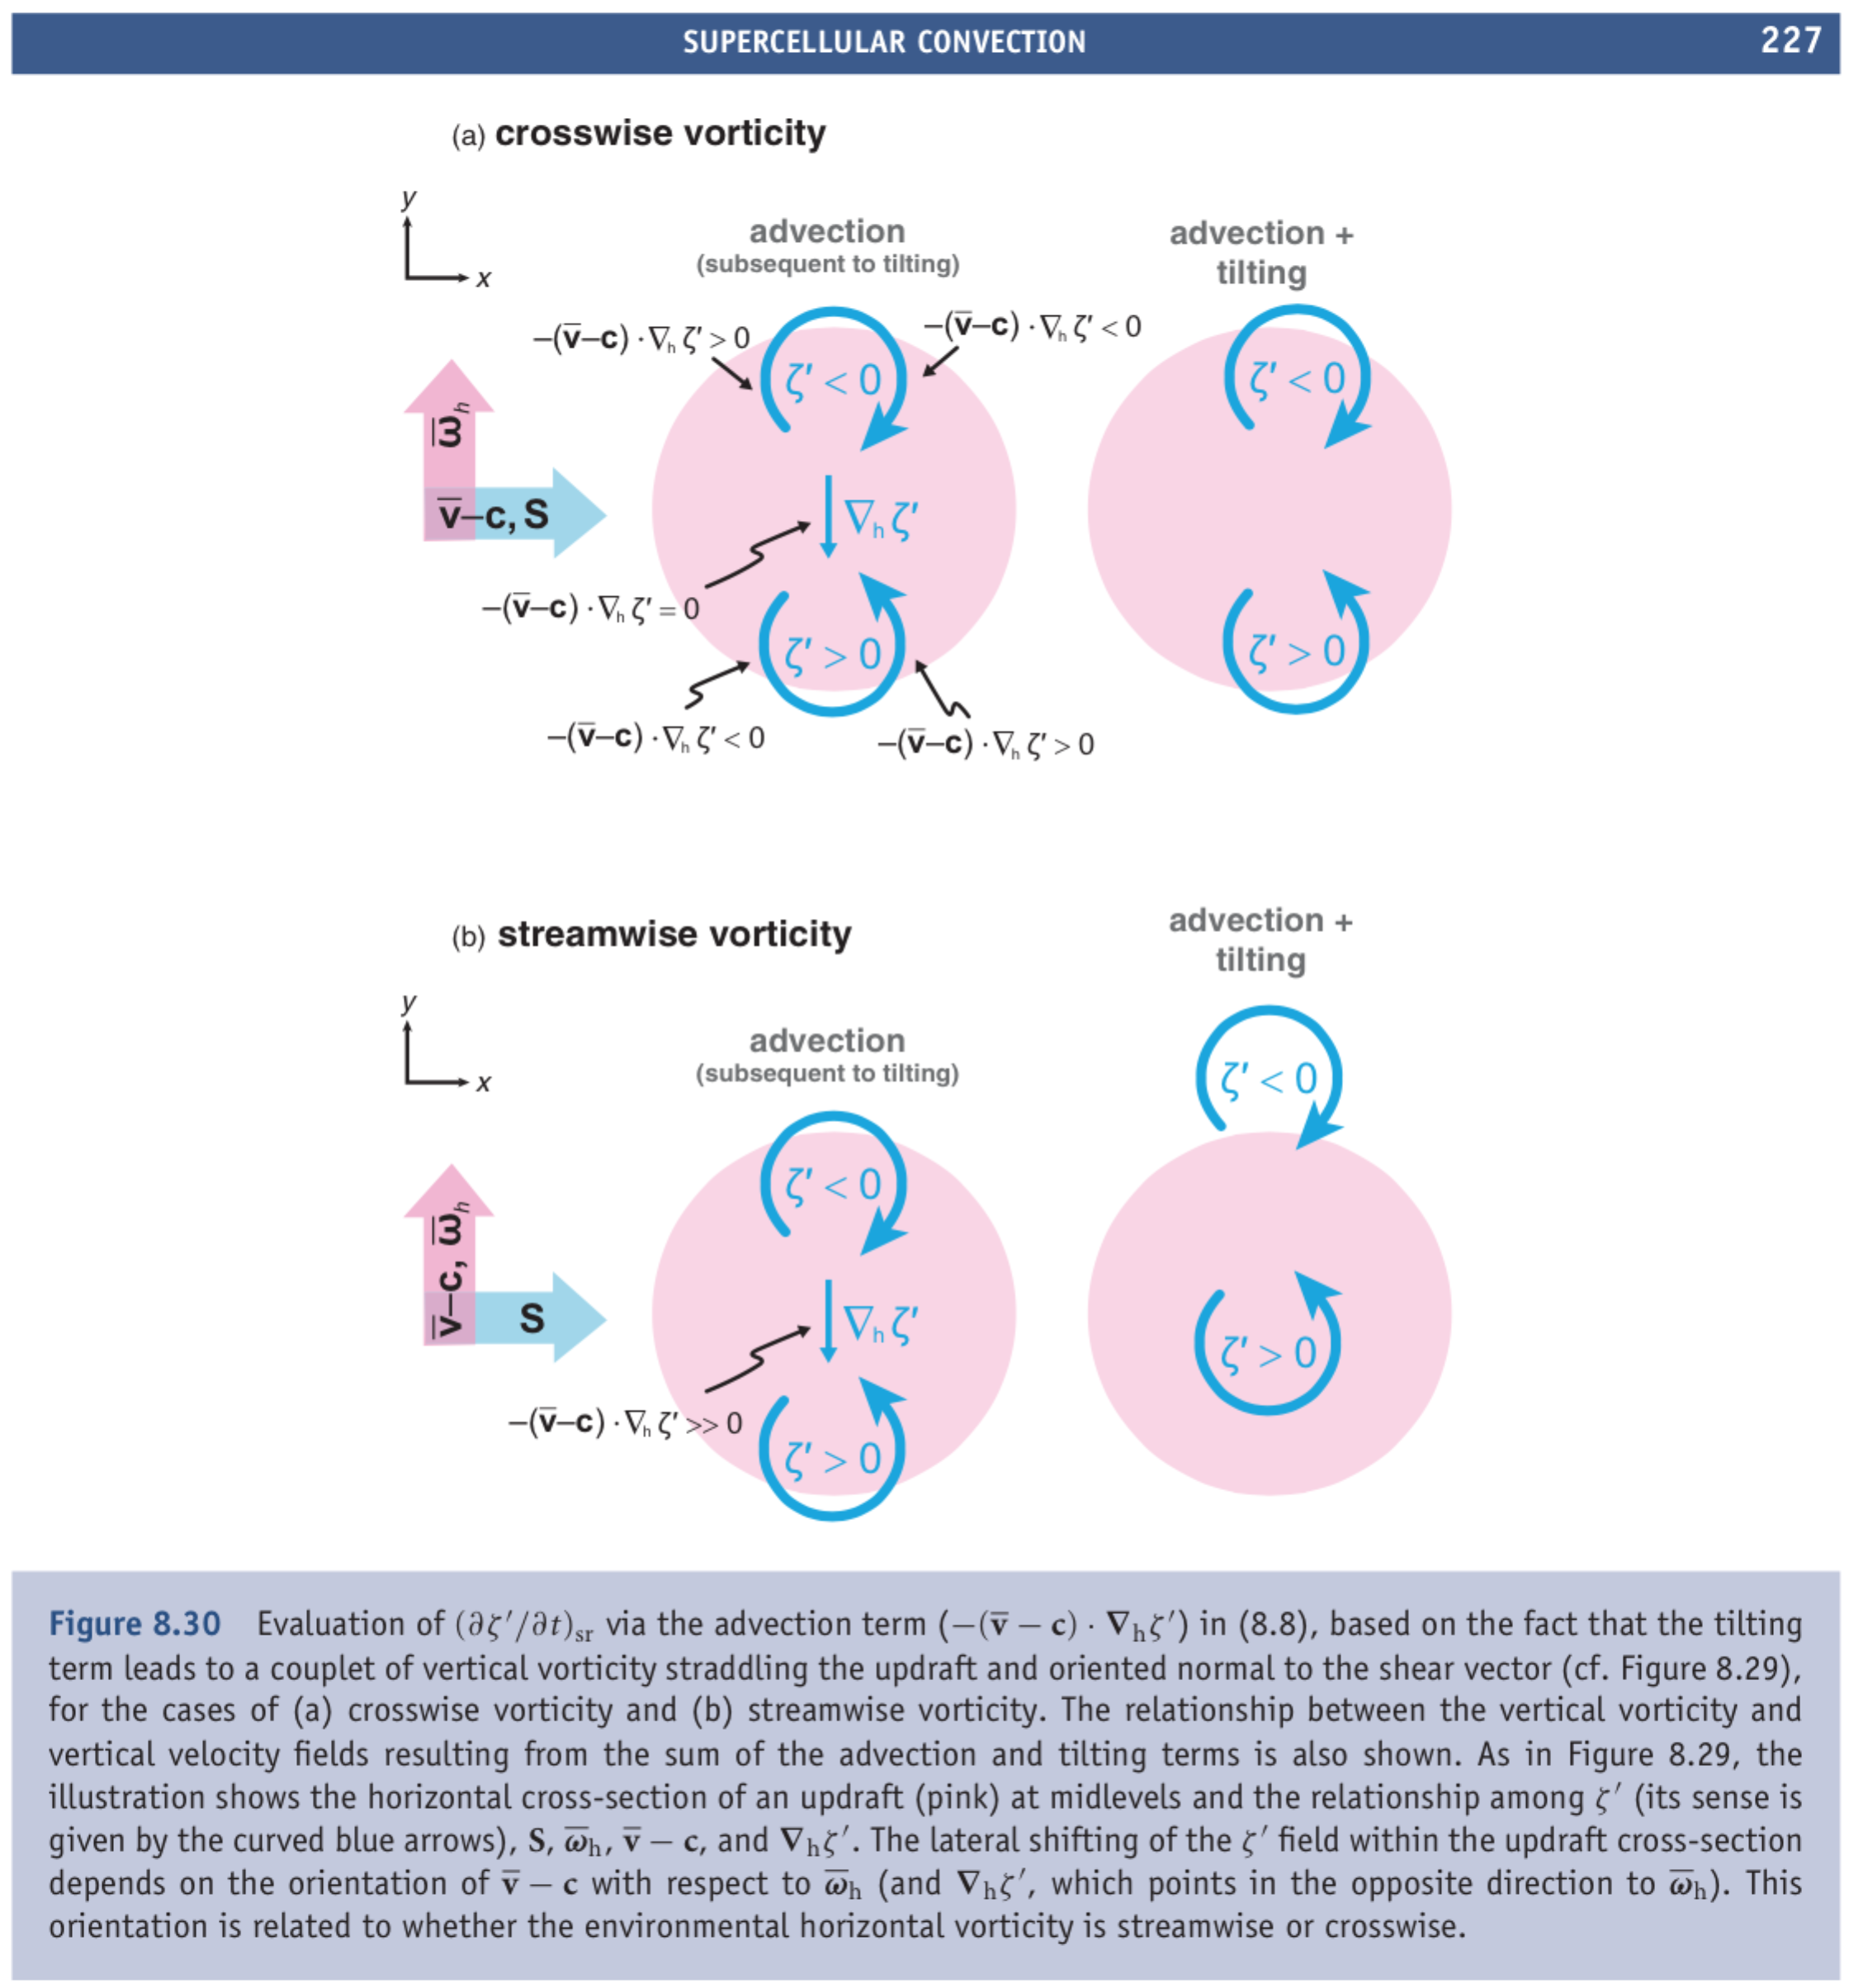 SUPERCELLULAR CONVECTION 227
(a) crosswise vorticity
y
x
advection
(subsequent to tilting)
advection +
tilting
−(v̅−c) · ∇ₕ ζ′ > 0
−(v̅−c) · ∇ₕ ζ′ < 0
ζ′ < 0
ζ′ < 0
ω̅ₕ
v̅−c, S
∇ₕ ζ′
−(v̅−c) · ∇ₕ ζ′ = 0
ζ′ > 0
ζ′ > 0
−(v̅−c) · ∇ₕ ζ′ < 0
−(v̅−c) · ∇ₕ ζ′ > 0
(b) streamwise vorticity
advection +
tilting
y
x
advection
(subsequent to tilting)
ζ′ < 0
ζ′ < 0
v̅−c, ω̅ₕ
S
∇ₕ ζ′
−(v̅−c) · ∇ₕ ζ′ >> 0
ζ′ > 0
ζ′ > 0
Figure 8.30 Evaluation of (∂ζ′/∂t)ₛᵣ via the advection term (−(v̅ − c) · ∇ₕζ′) in (8.8), based on the fact that the tilting
term leads to a couplet of vertical vorticity straddling the updraft and oriented normal to the shear vector (cf. Figure 8.29),
for the cases of (a) crosswise vorticity and (b) streamwise vorticity. The relationship between the vertical vorticity and
vertical velocity fields resulting from the sum of the advection and tilting terms is also shown. As in Figure 8.29, the
illustration shows the horizontal cross-section of an updraft (pink) at midlevels and the relationship among ζ′ (its sense is
given by the curved blue arrows), S, ω̅ₕ, v̅ − c, and ∇ₕζ′. The lateral shifting of the ζ′ field within the updraft cross-section
depends on the orientation of v̅ − c with respect to ω̅ₕ (and ∇ₕζ′, which points in the opposite direction to ω̅ₕ). This
orientation is related to whether the environmental horizontal vorticity is streamwise or crosswise.